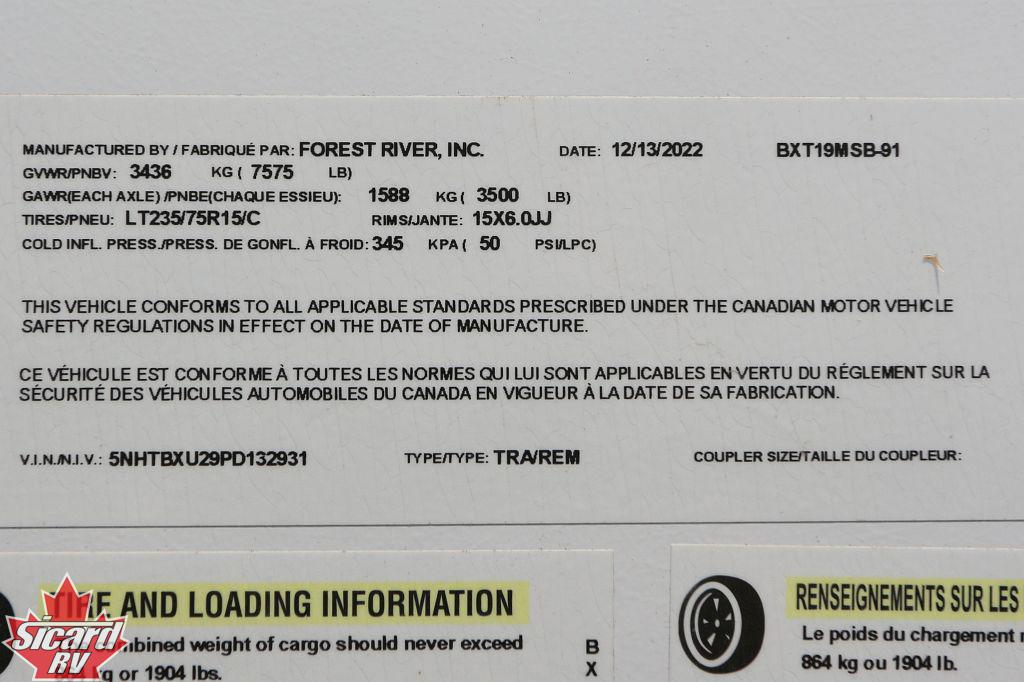 MANUFACTURED BY / FABRIQUÉ PAR: FOREST RIVER, INC. DATE: 12/13/2022 BXT19MSB-91
GVWR/PNBV: 3436 KG ( 7575 LB)
GAWR(EACH AXLE) /PNBE(CHAQUE ESSIEU): 1588 KG ( 3500 LB)
TIRES/PNEU: LT235/75R15/C RIMS/JANTE: 15X6.0JJ
COLD INFL. PRESS./PRESS. DE GONFL. À FROID: 345 KPA ( 50 PSI/LPC)
THIS VEHICLE CONFORMS TO ALL APPLICABLE STANDARDS PRESCRIBED UNDER THE CANADIAN MOTOR VEHICLE
SAFETY REGULATIONS IN EFFECT ON THE DATE OF MANUFACTURE.
CE VÉHICULE EST CONFORME À TOUTES LES NORMES QUI LUI SONT APPLICABLES EN VERTU DU RÉGLEMENT SUR LA
SÉCURITÉ DES VÉHICULES AUTOMOBILES DU CANADA EN VIGUEUR À LA DATE DE SA FABRICATION.
V.I.N./N.I.V.: 5NHTBXU29PD132931 TYPE/TYPE: TRA/REM COUPLER SIZE/TAILLE DU COUPLEUR:
TIRE AND LOADING INFORMATION
weight of cargo should never exceed
or 1904 lbs.
B
X
RENSEIGNEMENTS SUR LES
Le poids du chargement
864 kg ou 1904 lb.
Sicard
RV